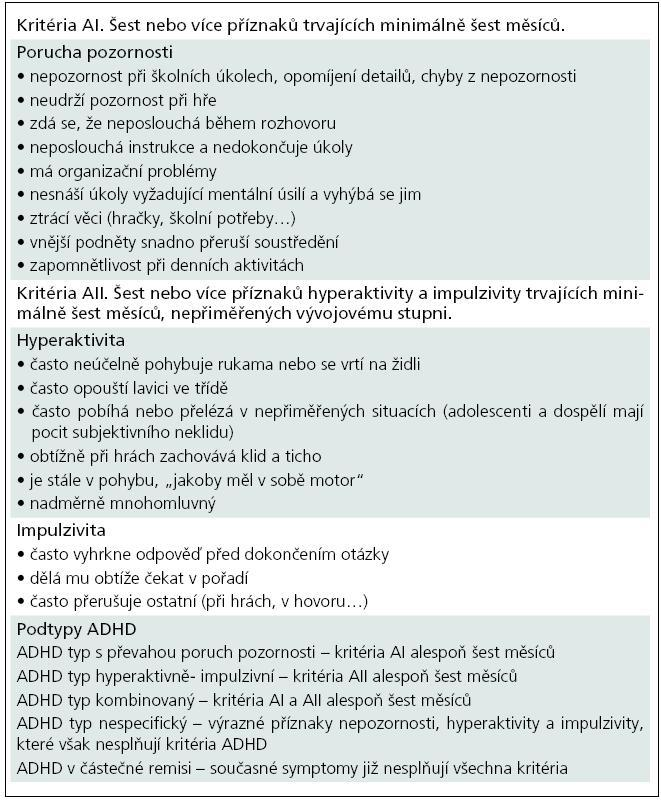 Kritéria AI. Šest nebo více příznaků trvajících minimálně šest měsíců.
Porucha pozornosti
• nepozornost při školních úkolech, opomíjení detailů, chyby z nepozornosti
• neudrží pozornost při hře
• zdá se, že neposlouchá během rozhovoru
• neposlouchá instrukce a nedokončuje úkoly
• má organizační problémy
• nesnáší úkoly vyžadující mentální úsilí a vyhýbá se jim
• ztrácí věci (hračky, školní potřeby…)
• vnější podněty snadno přeruší soustředění
• zapomnětlivost při denních aktivitách
Kritéria AII. Šest nebo více příznaků hyperaktivity a impulzivity trvajících mini-
málně šest měsíců, nepřiměřených vývojovému stupni.
Hyperaktivita
• často neúčelně pohybuje rukama nebo se vrtí na židli
• často opouští lavici ve třídě
• často pobíhá nebo přelézá v nepřiměřených situacích (adolescenti a dospělí mají
pocit subjektivního neklidu)
• obtížně při hrách zachovává klid a ticho
• je stále v pohybu, „jakoby měl v sobě motor“
• nadměrně mnohomluvný
Impulzivita
• často vyhrkne odpověď před dokončením otázky
• dělá mu obtíže čekat v pořadí
• často přerušuje ostatní (při hrách, v hovoru…)
Podtypy ADHD
ADHD typ s převahou poruch pozornosti – kritéria AI alespoň šest měsíců
ADHD typ hyperaktivně- impulzivní – kritéria AII alespoň šest měsíců
ADHD typ kombinovaný – kritéria AI a AII alespoň šest měsíců
ADHD typ nespecifický – výrazné příznaky nepozornosti, hyperaktivity a impulzivity,
které však nesplňují kritéria ADHD
ADHD v částečné remisi – současné symptomy již nesplňují všechna kritéria